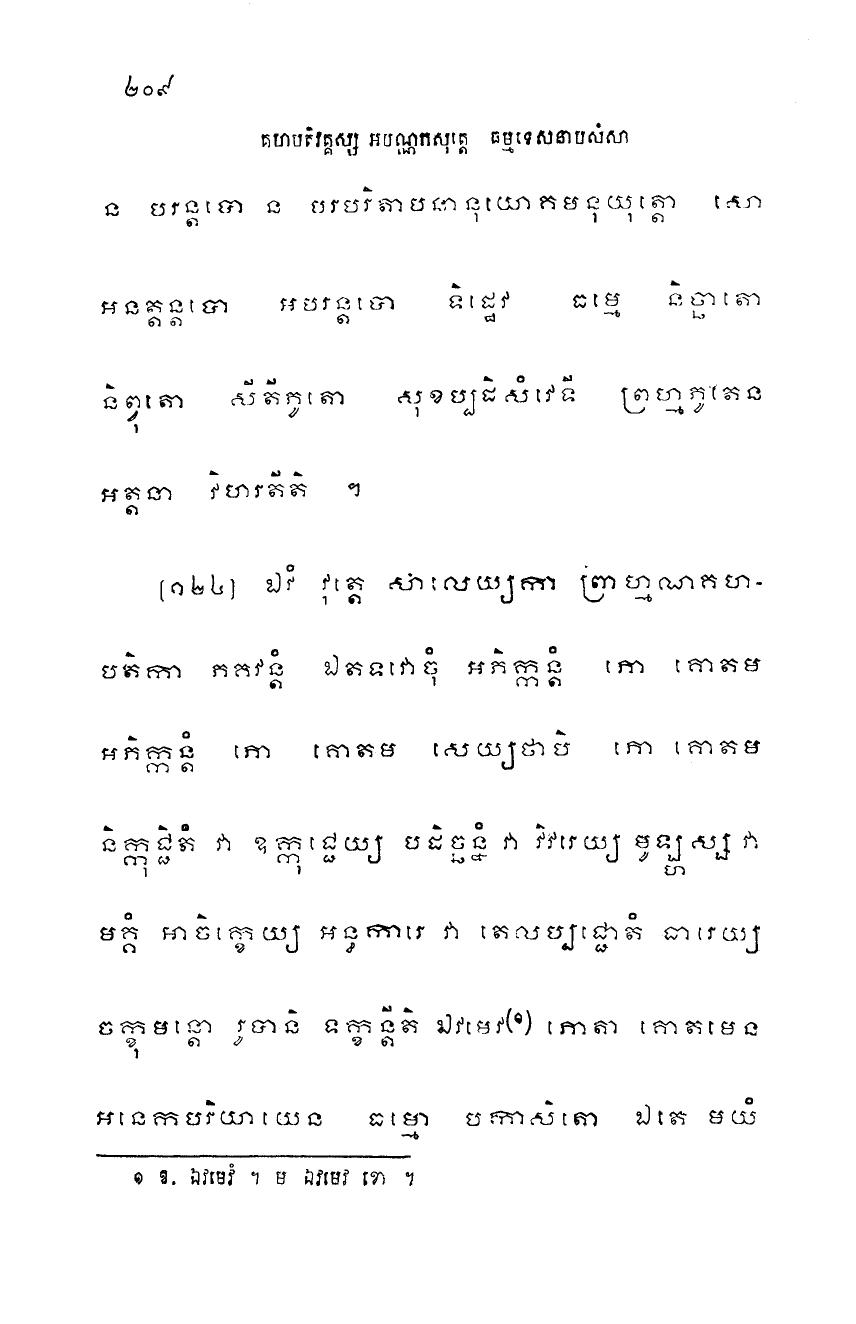 ២០៩
គហបតិវគ្គស្ស អបណ្ណកសុត្តេ ធម្មទេសនាបសំសា
ន បរន្តបោ ន បរបរិតាបជានុយោគមនុយុត្តោ សោ
អនត្តន្តបោ អបរន្តបោ ទិដ្ឋេវ ធម្មេ និច្ឆាតោ
និព្វុតោ សីតីភូតោ សុខប្បដិសំវេទី ព្រហ្មភូតេន
អត្តនា វិហរតីតិ ។
[១២៤] ឯវំ វុត្តេ សាលេយ្យកា ព្រាហ្មណគហ-
បតិកា ភគវន្តំ ឯតទវោចុំ អភិក្កន្តំ ភោ គោតម
អភិក្កន្តំ ភោ គោតម សេយ្យថាបិ ភោ គោតម
និក្កុជ្ជិតំ វា ឧក្កុជ្ជេយ្យ បដិច្ឆន្នំ វា វិវរេយ្យ មូឡ្ហស្ស វា
មគ្គំ អាចិក្ខេយ្យ អន្ធការេ វា តេលប្បជ្ជោតំ ធារេយ្យ
ចក្ខុមន្តោ រូបានិ ទក្ខន្តីតិ ឯវមេវ(១) ភោតា គោតមេន
អនេកបរិយាយេន ធម្មោ បកាសិតោ ឯតេ មយំ
១ ឱ. ឯវមេវំ ។ ម ឯវមេវ ខោ ។